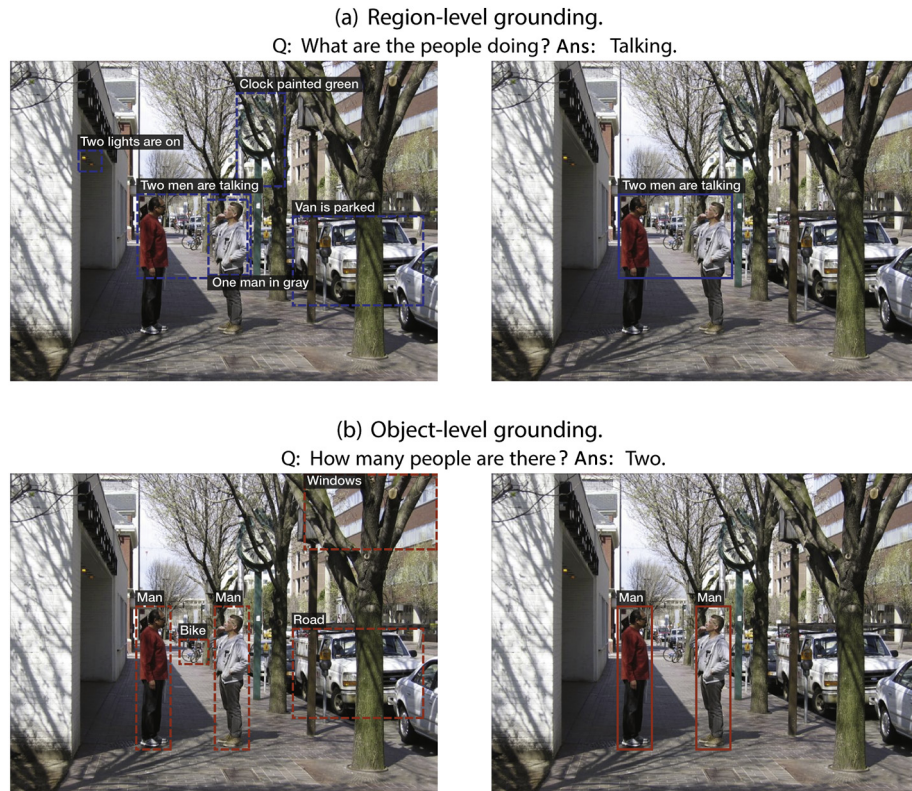 (a) Region-level grounding.
Q: What are the people doing? Ans: Talking.
Clock painted green
Two lights are on
Two men are talking
Van is parked
One man in gray
Two men are talking
(b) Object-level grounding.
Q: How many people are there? Ans: Two.
Windows
Man
Man
Bike
Road
Man
Man